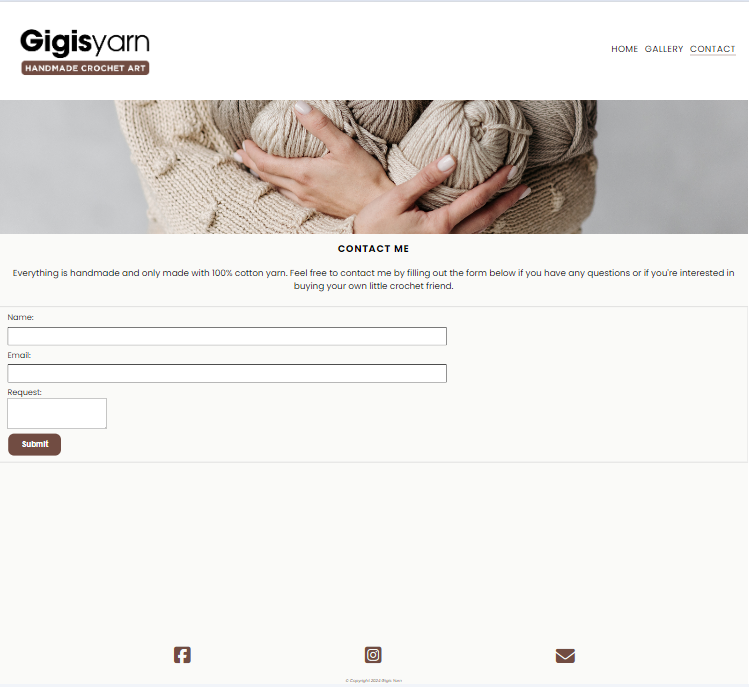 Gigisyarn
HANDMADE CROCHET ART
HOME GALLERY CONTACT
CONTACT ME
Everything is handmade and only made with 100% cotton yarn. Feel free to contact me by filling out the form below if you have any questions or if you're interested in
buying your own little crochet friend.
Name:
Email:
Request:
Submit
© Copyright 2024 Gigis Yarn